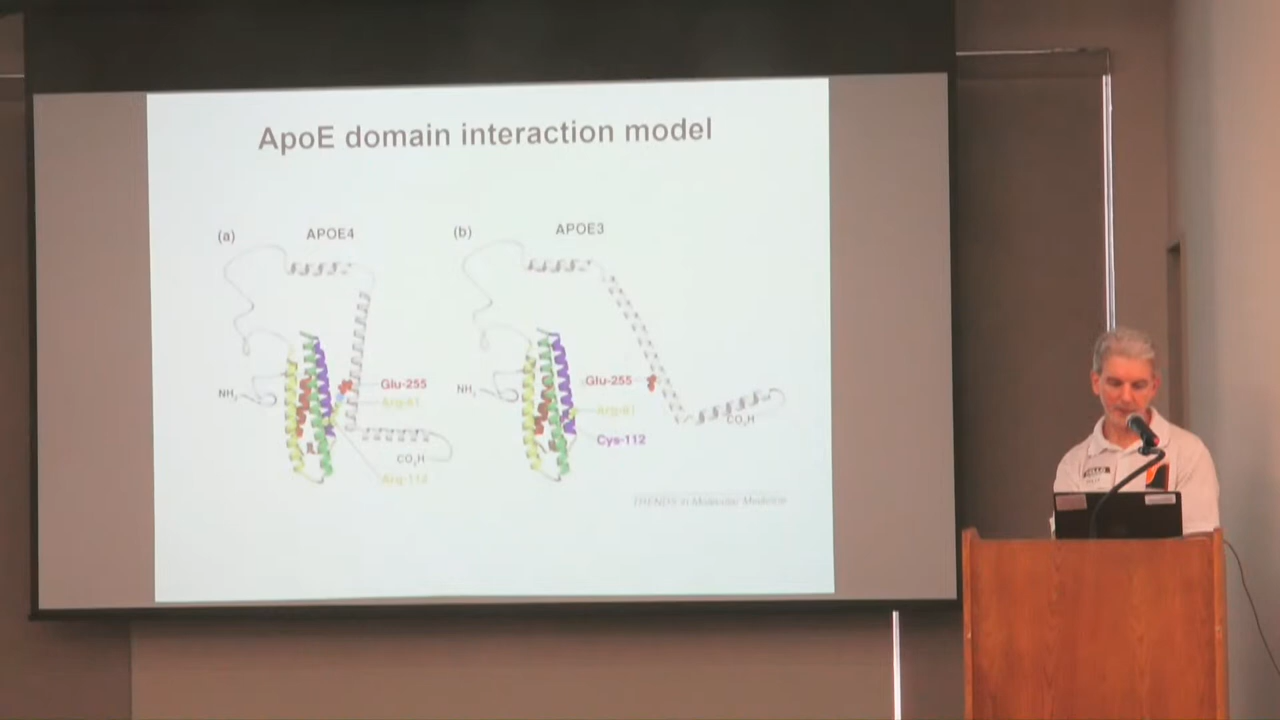 ApoE domain interaction model
(a)
APOE4
(b)
APOE3
NH2
Glu-255
Arg-61
CO2H
Arg-112
NH2
Glu-255
Arg-61
Cys-112
CO2H
TRENDS in Molecular Medicine